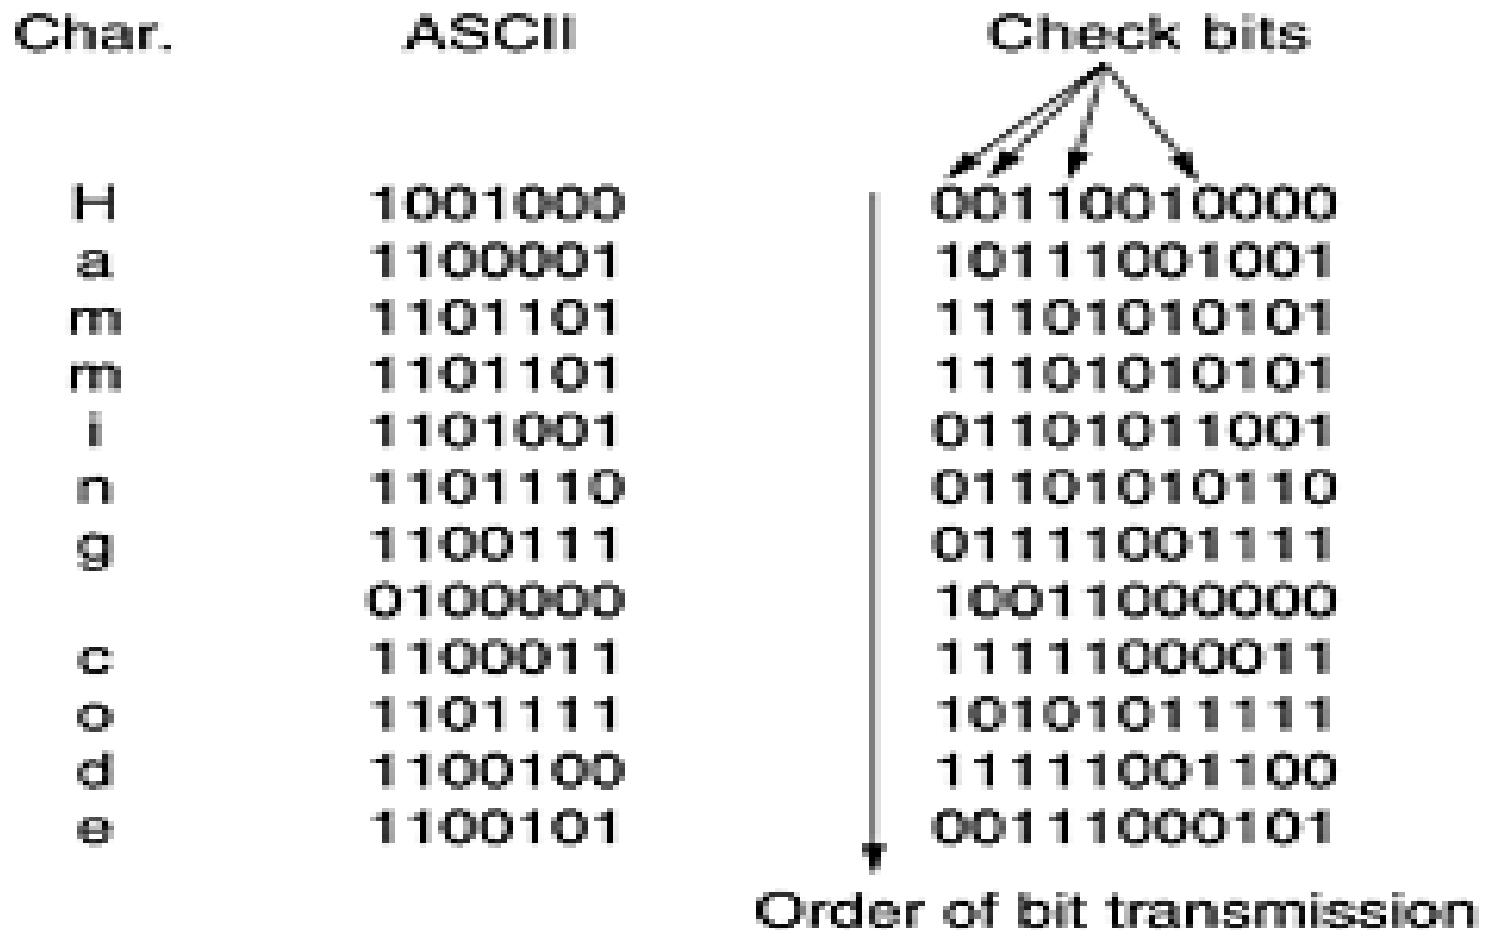 Char. ASCII Check bits
H 1001000 00110010000
a 1100001 10111001001
m 1101101 11101010101
m 1101101 11101010101
i 1101001 01101011001
n 1101110 01101010110
g 1100111 01111001111
0100000 10011000000
c 1100011 11111000011
o 1101111 10101011111
d 1100100 11111001100
e 1100101 00111000101
Order of bit transmission